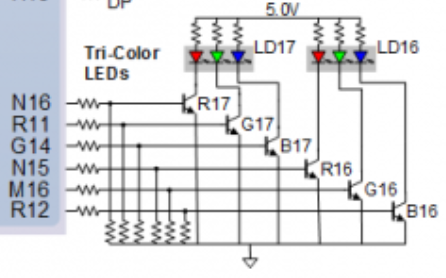 DP
5.0V
Tri-Color
LEDs
LD17
LD16
N16
R11
G14
N15
M16
R12
R17
G17
B17
R16
G16
B16